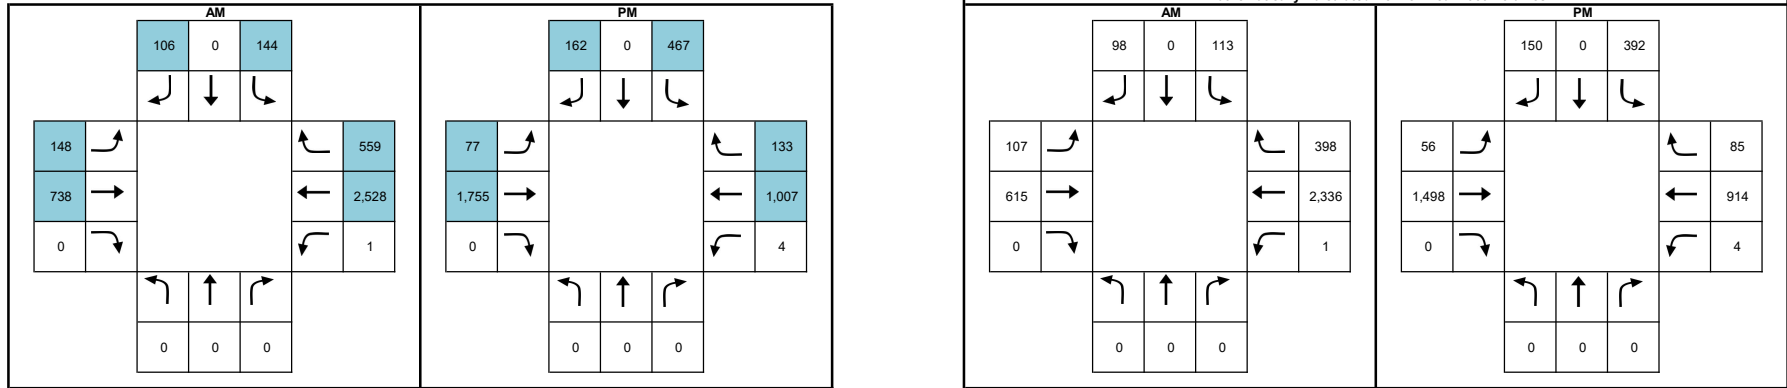 AM PM AM PM
106 0 144 162 0 467 98 0 113 150 0 392
148 559 77 133 107 398 56 85
738 2,528 1,755 1,007 615 2,336 1,498 914
0 1 0 4 0 1 0 4
0 0 0 0 0 0 0 0 0 0 0 0